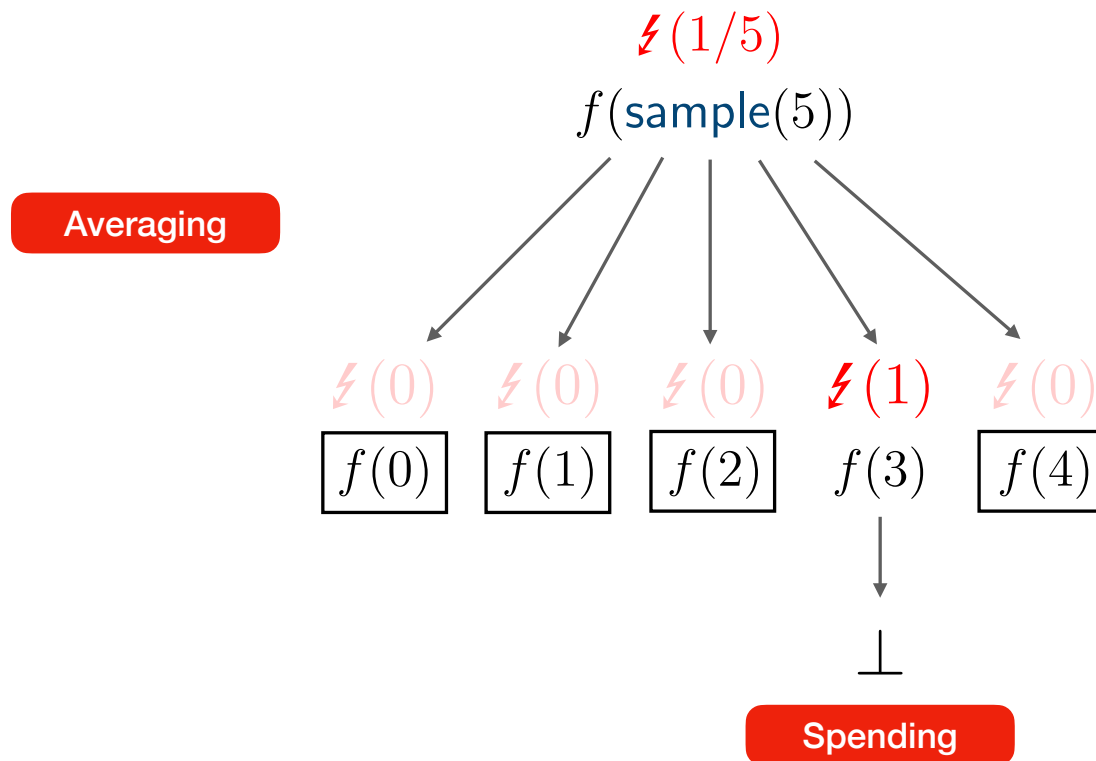 ↯(1/5)
f(sample(5))
Averaging
↯(0) ↯(0) ↯(0) ↯(1) ↯(0)
f(0) f(1) f(2) f(3) f(4)
⊥
Spending